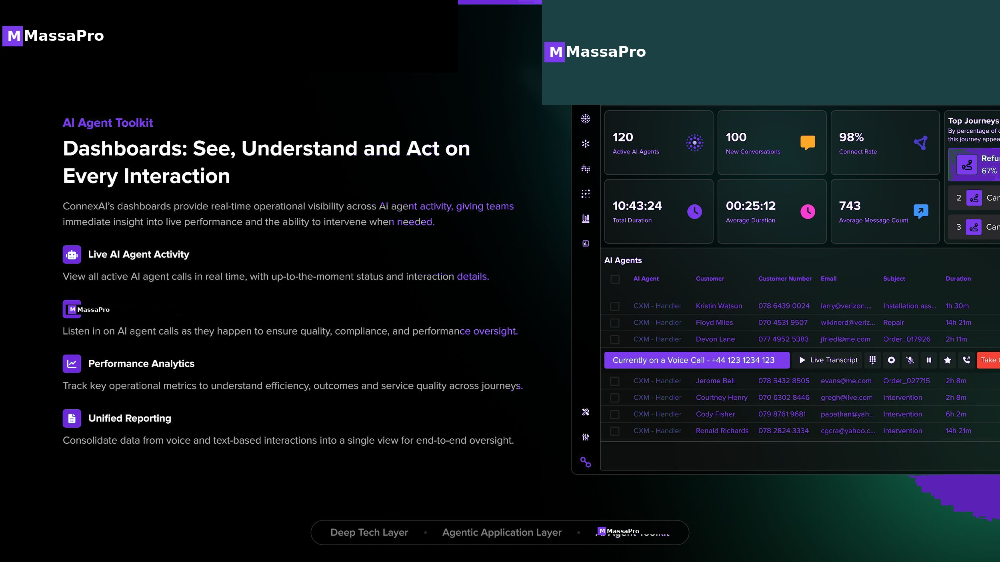 M MassaPro
M MassaPro
AI Agent Toolkit
Dashboards: See, Understand and Act on
Every Interaction
ConnexAI’s dashboards provide real-time operational visibility across AI agent activity, giving teams
immediate insight into live performance and the ability to intervene when needed.
Live AI Agent Activity
View all active AI agent calls in real time, with up-to-the-moment status and interaction details.
M MassaPro
Listen in on AI agent calls as they happen to ensure quality, compliance, and performance oversight.
Performance Analytics
Track key operational metrics to understand efficiency, outcomes and service quality across journeys.
Unified Reporting
Consolidate data from voice and text-based interactions into a single view for end-to-end oversight.
120
Active AI Agents
100
New Conversations
98%
Connect Rate
10:43:24
Total Duration
00:25:12
Average Duration
743
Average Message Count
Top Journeys
By percentage of
this journey appea
Refu
67%
2 Can
3 Can
AI Agents
AI Agent Customer Customer Number Email Subject Duration
CXM - Handler Kristin Watson 078 6439 0024 larry@verizon.... Installation ass... 1h 30m
CXM - Handler Floyd Miles 070 4531 9507 wikinerd@veriz... Repair 14h 21m
CXM - Handler Devon Lane 077 4952 5383 jfriedl@me.com Order_017926 2h 11m
Currently on a Voice Call - +44 123 1234 123 Live Transcript Take
CXM - Handler Jerome Bell 078 5432 8505 evans@me.com Order_027715 2h 8m
CXM - Handler Courtney Henry 070 6302 8446 gregh@live.com Intervention 2h 8m
CXM - Handler Cody Fisher 079 8761 9681 papathan@yah... Intervention 6h 2m
CXM - Handler Ronald Richards 078 2824 3334 cgcra@yahoo.c... Intervention 14h 21m
Deep Tech Layer • Agentic Application Layer • M MassaPro